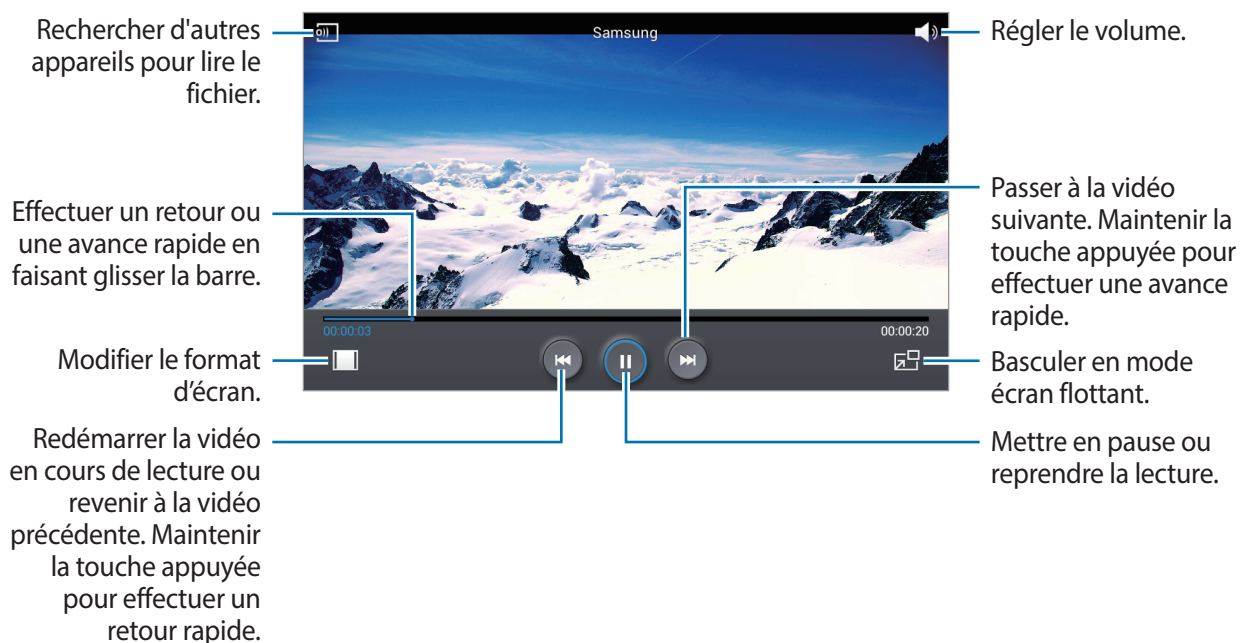 Rechercher d'autres
appareils pour lire le
fichier.
Samsung
Régler le volume.
Effectuer un retour ou
une avance rapide en
faisant glisser la barre.
Passer à la vidéo
suivante. Maintenir la
touche appuyée pour
effectuer une avance
rapide.
00:00:03
00:00:20
Modifier le format
d’écran.
Basculer en mode
écran flottant.
Redémarrer la vidéo
en cours de lecture ou
revenir à la vidéo
précédente. Maintenir
la touche appuyée
pour effectuer un
retour rapide.
Mettre en pause ou
reprendre la lecture.